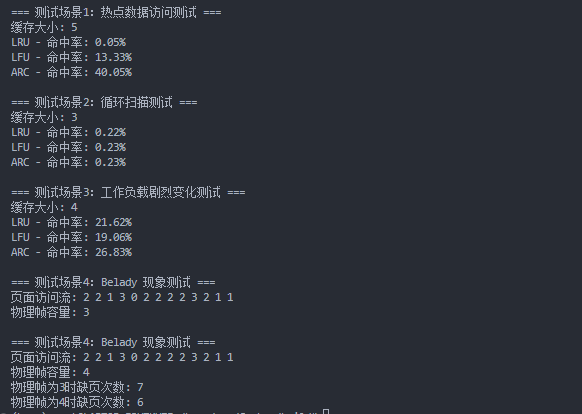 === 测试场景1: 热点数据访问测试 ===
缓存大小: 5
LRU - 命中率: 0.05%
LFU - 命中率: 13.33%
ARC - 命中率: 40.05%
=== 测试场景2: 循环扫描测试 ===
缓存大小: 3
LRU - 命中率: 0.22%
LFU - 命中率: 0.23%
ARC - 命中率: 0.23%
=== 测试场景3: 工作负载剧烈变化测试 ===
缓存大小: 4
LRU - 命中率: 21.62%
LFU - 命中率: 19.06%
ARC - 命中率: 26.83%
=== 测试场景4: Belady 现象测试 ===
页面访问流: 2 2 1 3 0 2 2 2 2 3 2 1 1
物理帧容量: 3
=== 测试场景4: Belady 现象测试 ===
页面访问流: 2 2 1 3 0 2 2 2 2 3 2 1 1
物理帧容量: 4
物理帧为3时缺页次数: 7
物理帧为4时缺页次数: 6